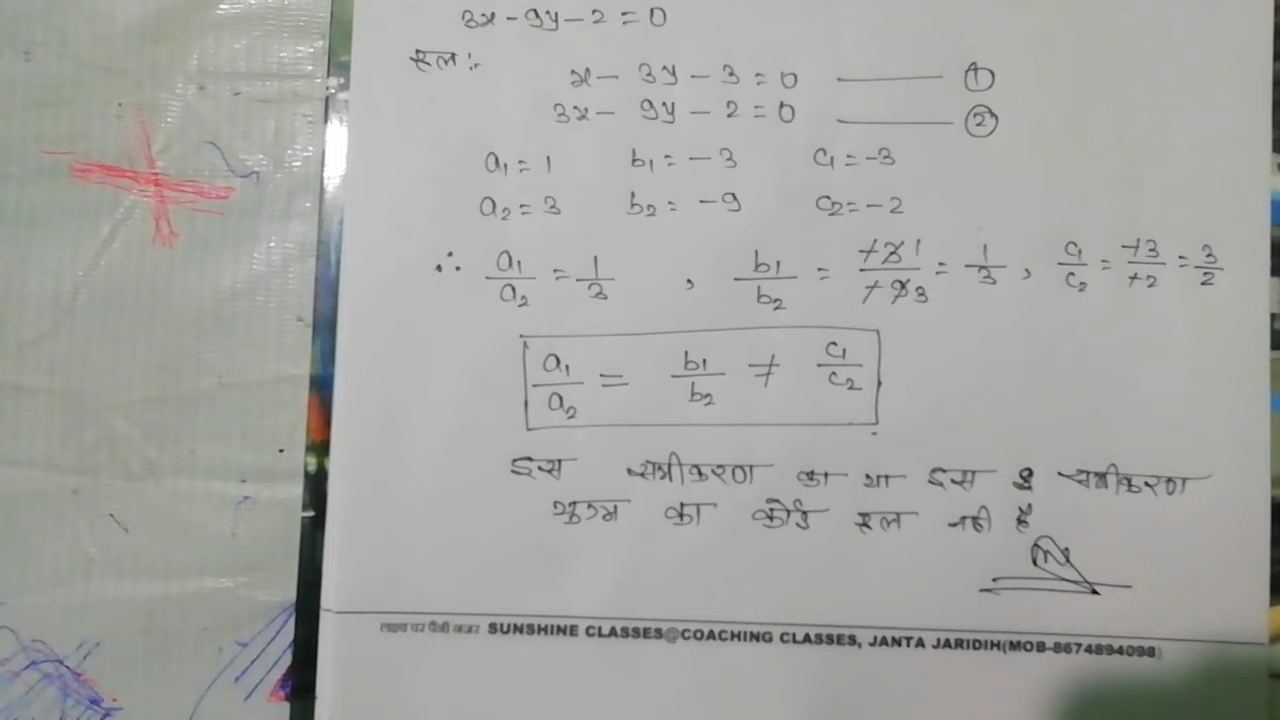 3x - 9y - 2 = 0
हल :-
x - 3y - 3 = 0 ——— ①
3x - 9y - 2 = 0 ——— ②
a₁ = 1 b₁ = -3 c₁ = -3
a₂ = 3 b₂ = -9 c₂ = -2
∴ a₁/a₂ = 1/3 , b₁/b₂ = +3 1/+9 3 = 1/3 , c₁/c₂ = +3/+2 = 3/2
a₁/a₂ = b₁/b₂ ≠ c₁/c₂
इस समीकरण का या इस समीकरण
युग्म का कोई हल नहीं है
SUNSHINE CLASSES@COACHING CLASSES, JANTA JARIDIH(MOB-8674894098)